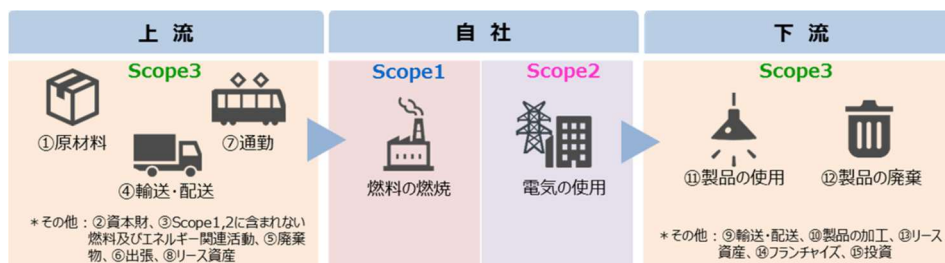 上 流
自 社
下 流
Scope3
Scope1
Scope2
Scope3
①原材料
⑦通勤
④輸送・配送
燃料の燃焼
電気の使用
⑪製品の使用
⑫製品の廃棄
＊その他：②資本財、③Scope1,2に含まれない
燃料及びエネルギー関連活動、⑤廃棄
物、⑥出張、⑧リース資産
＊その他：⑨輸送・配送、⑩製品の加工、⑬リース
資産、⑭フランチャイズ、⑮投資